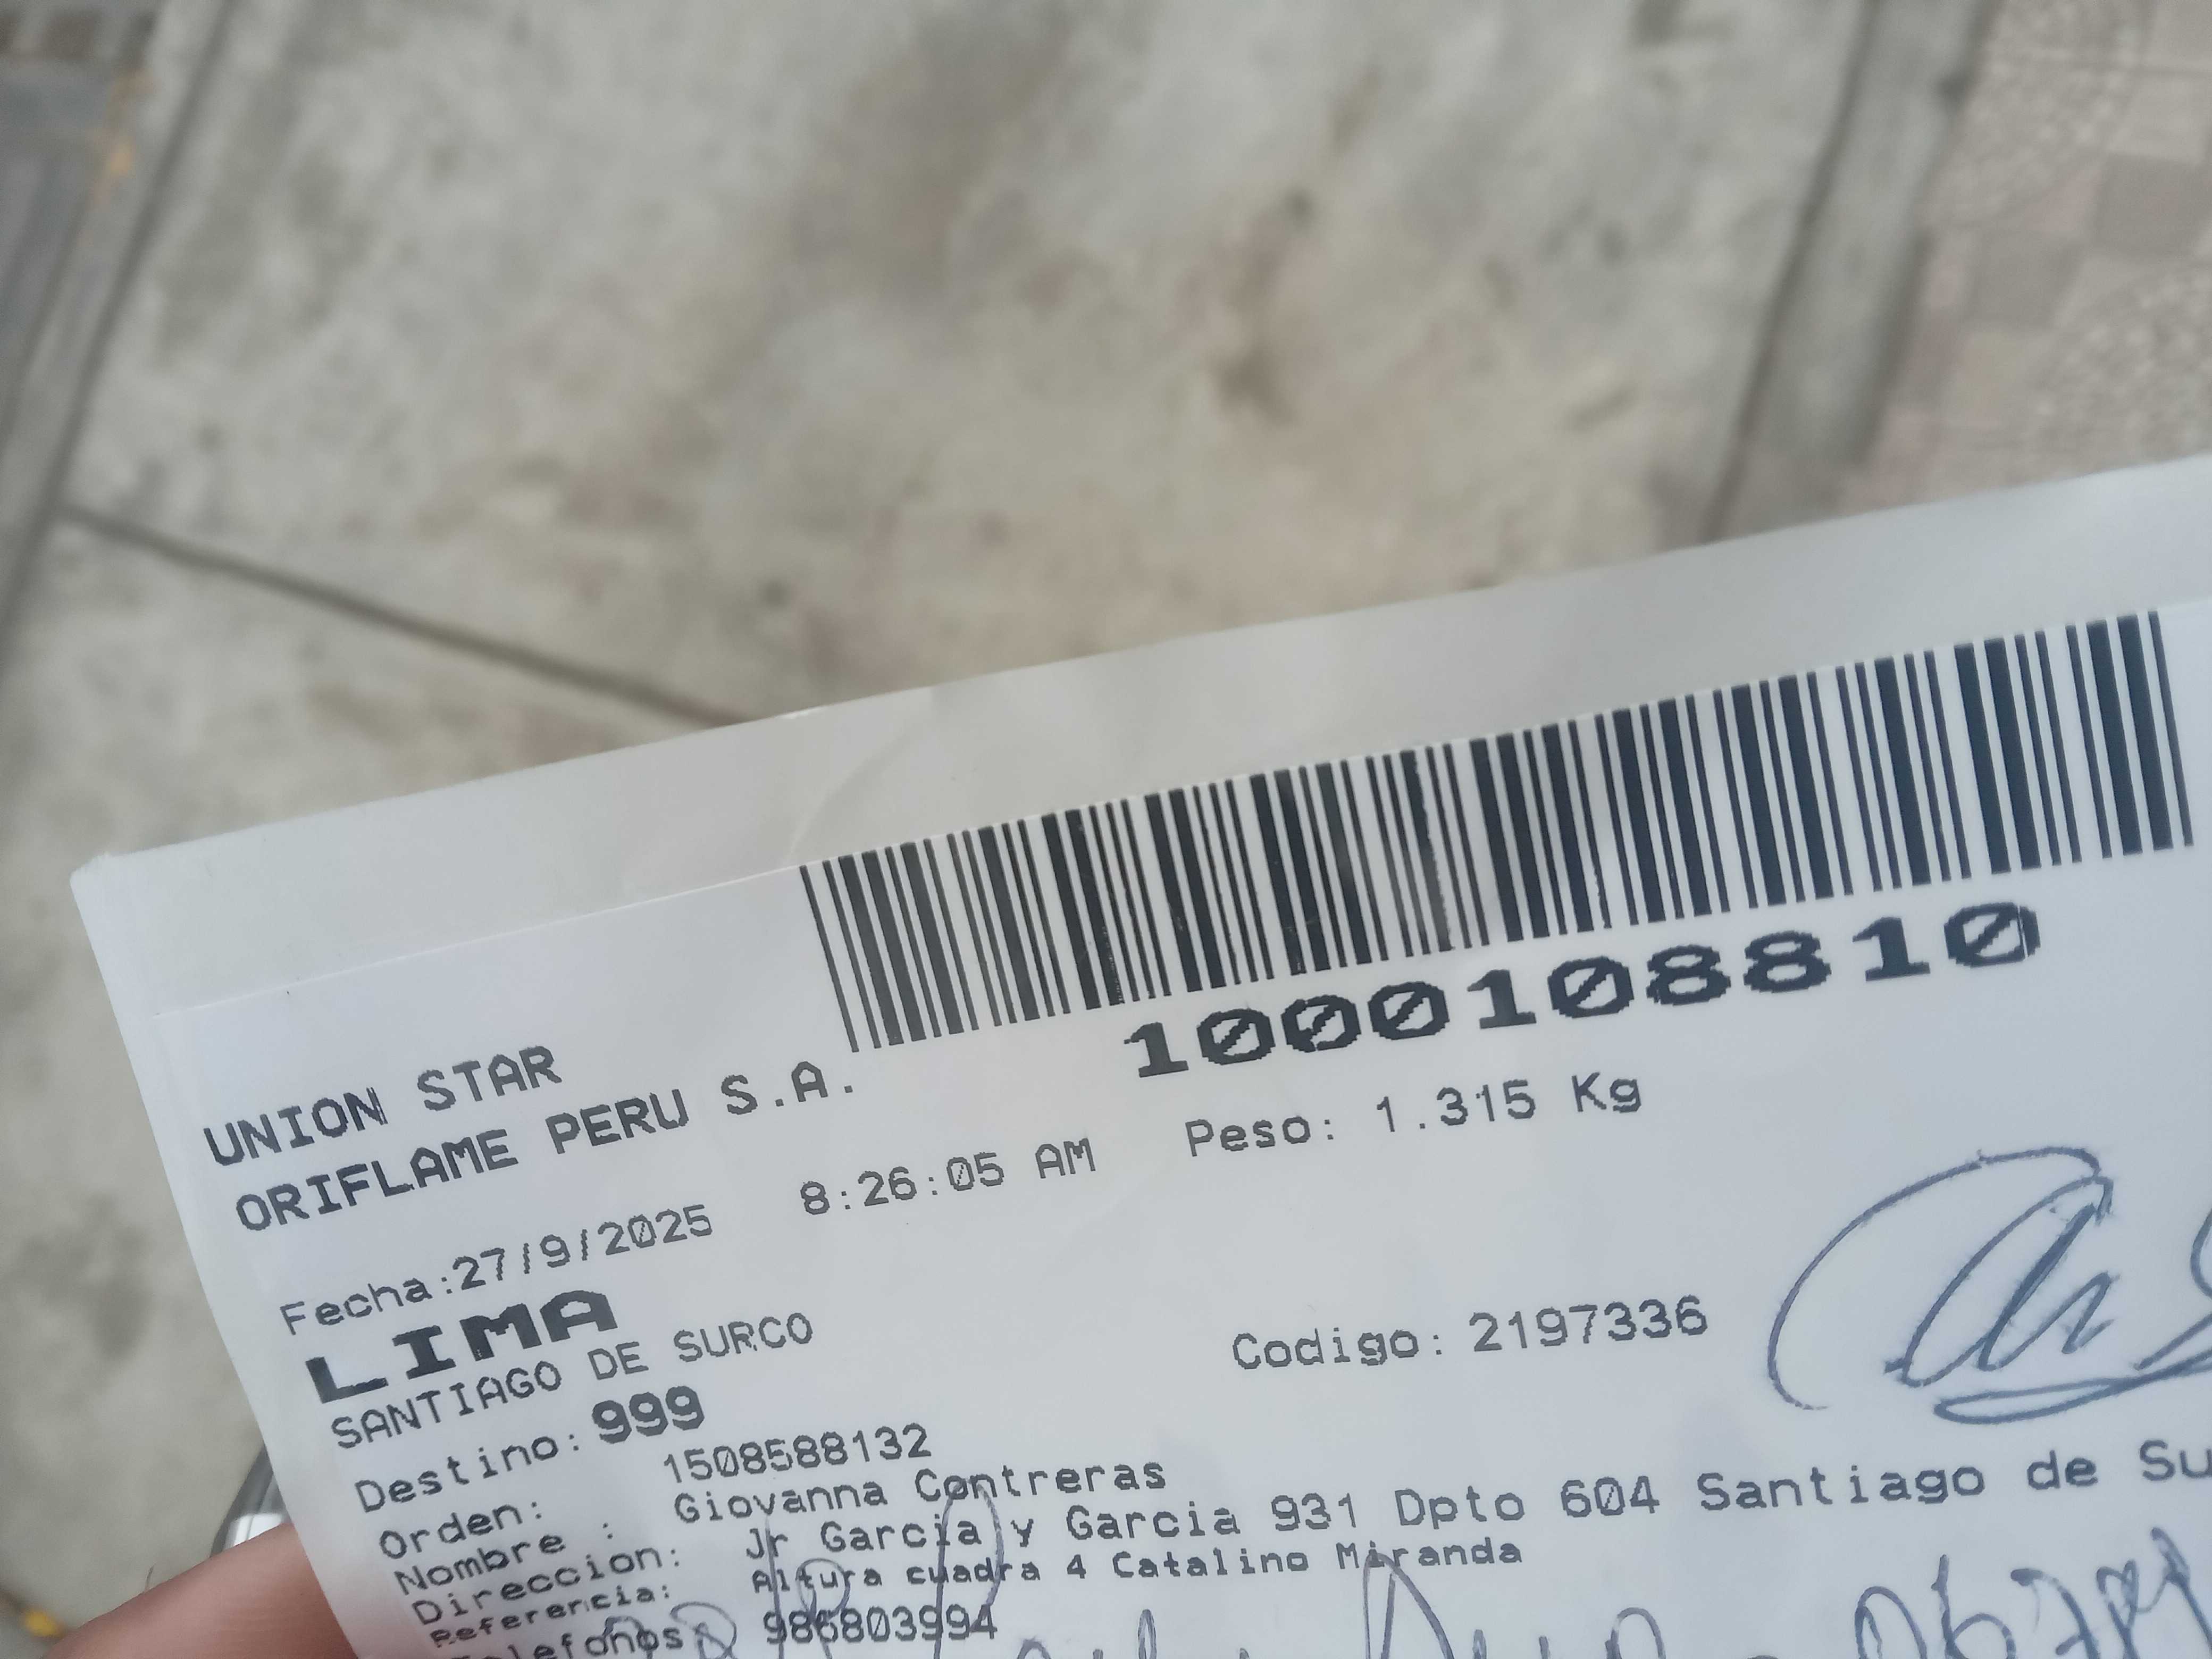 1000108810
UNION STAR
ORIFLAME PERU S.A.
Fecha:27/9/2025 8:26:05 AM Peso: 1.315 Kg
LIMA
SANTIAGO DE SURCO
Codigo: 2197336
Destino: 999
Orden: 1508588132
Nombre : Giovanna Contreras
Direccion: Jr Garcia y Garcia 931 Dpto 604 Santiago de Su
Referencia: Altura cuadra 4 Catalino Miranda
Telefonos 986803994